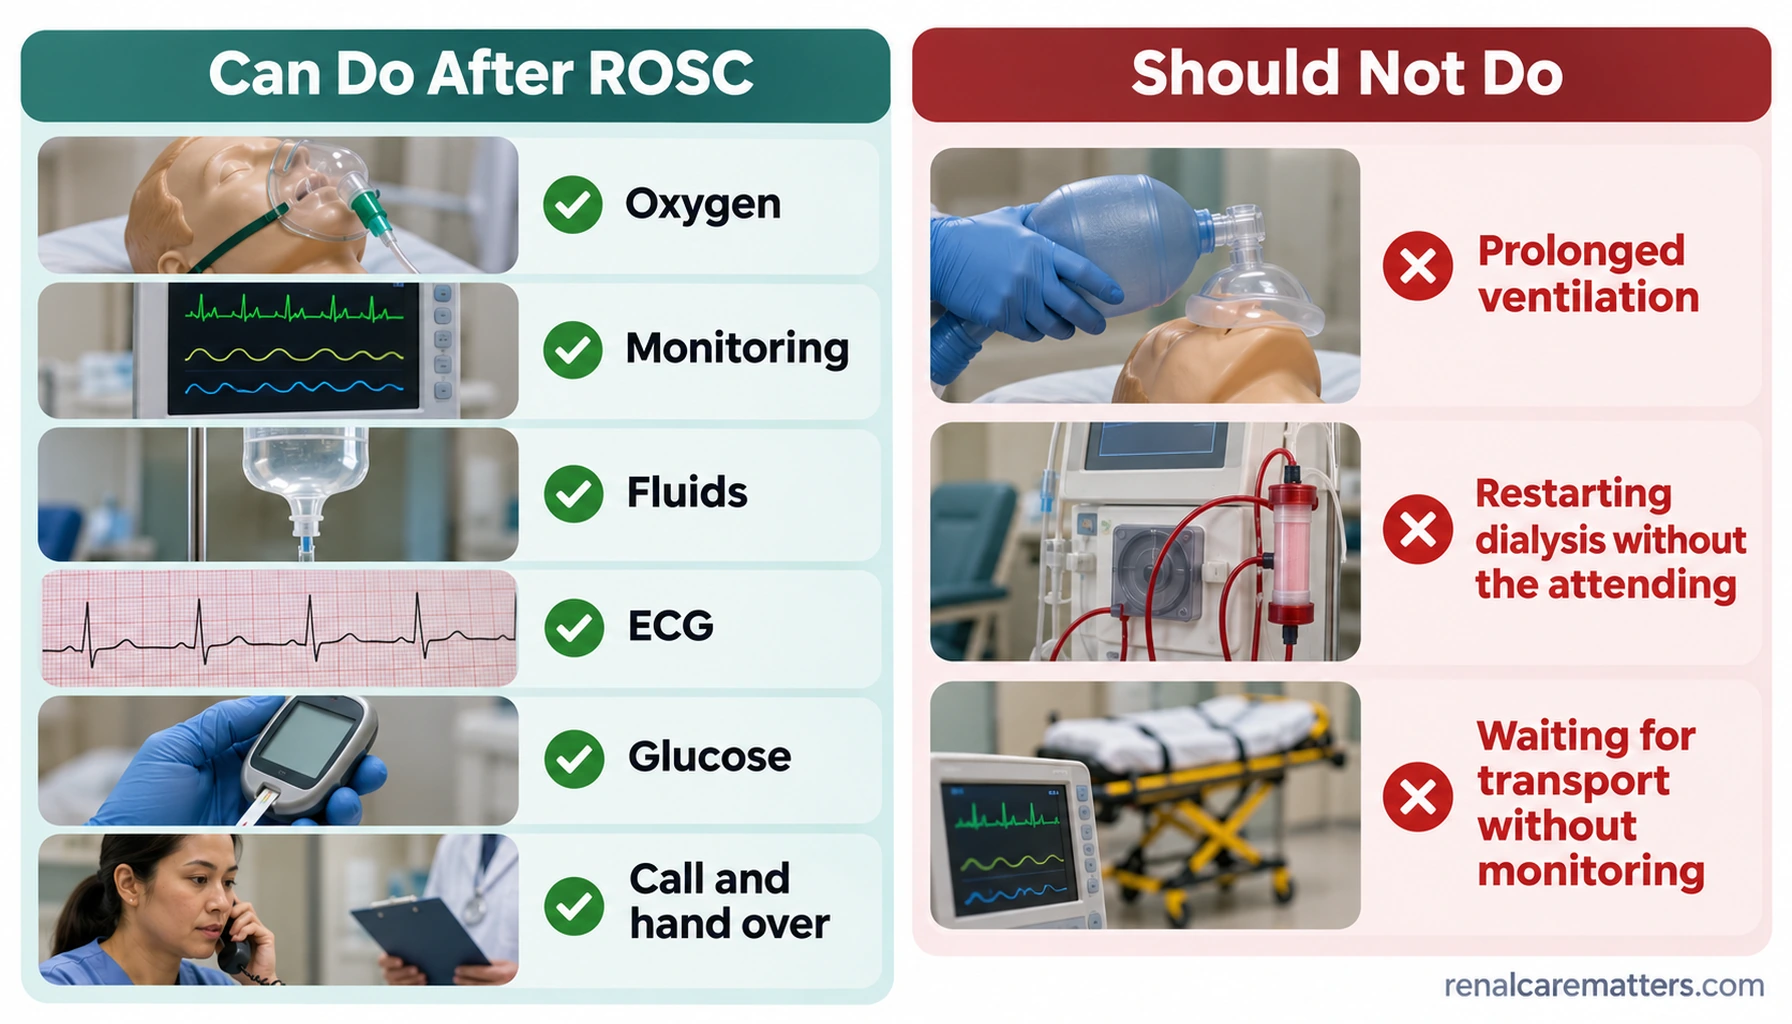 Can Do After ROSC
Oxygen
Monitoring
Fluids
ECG
Glucose
Call and
hand over
Should Not Do
Prolonged
ventilation
Restarting
dialysis without
the attending
Waiting for
transport
without
monitoring
renalcarematters.com